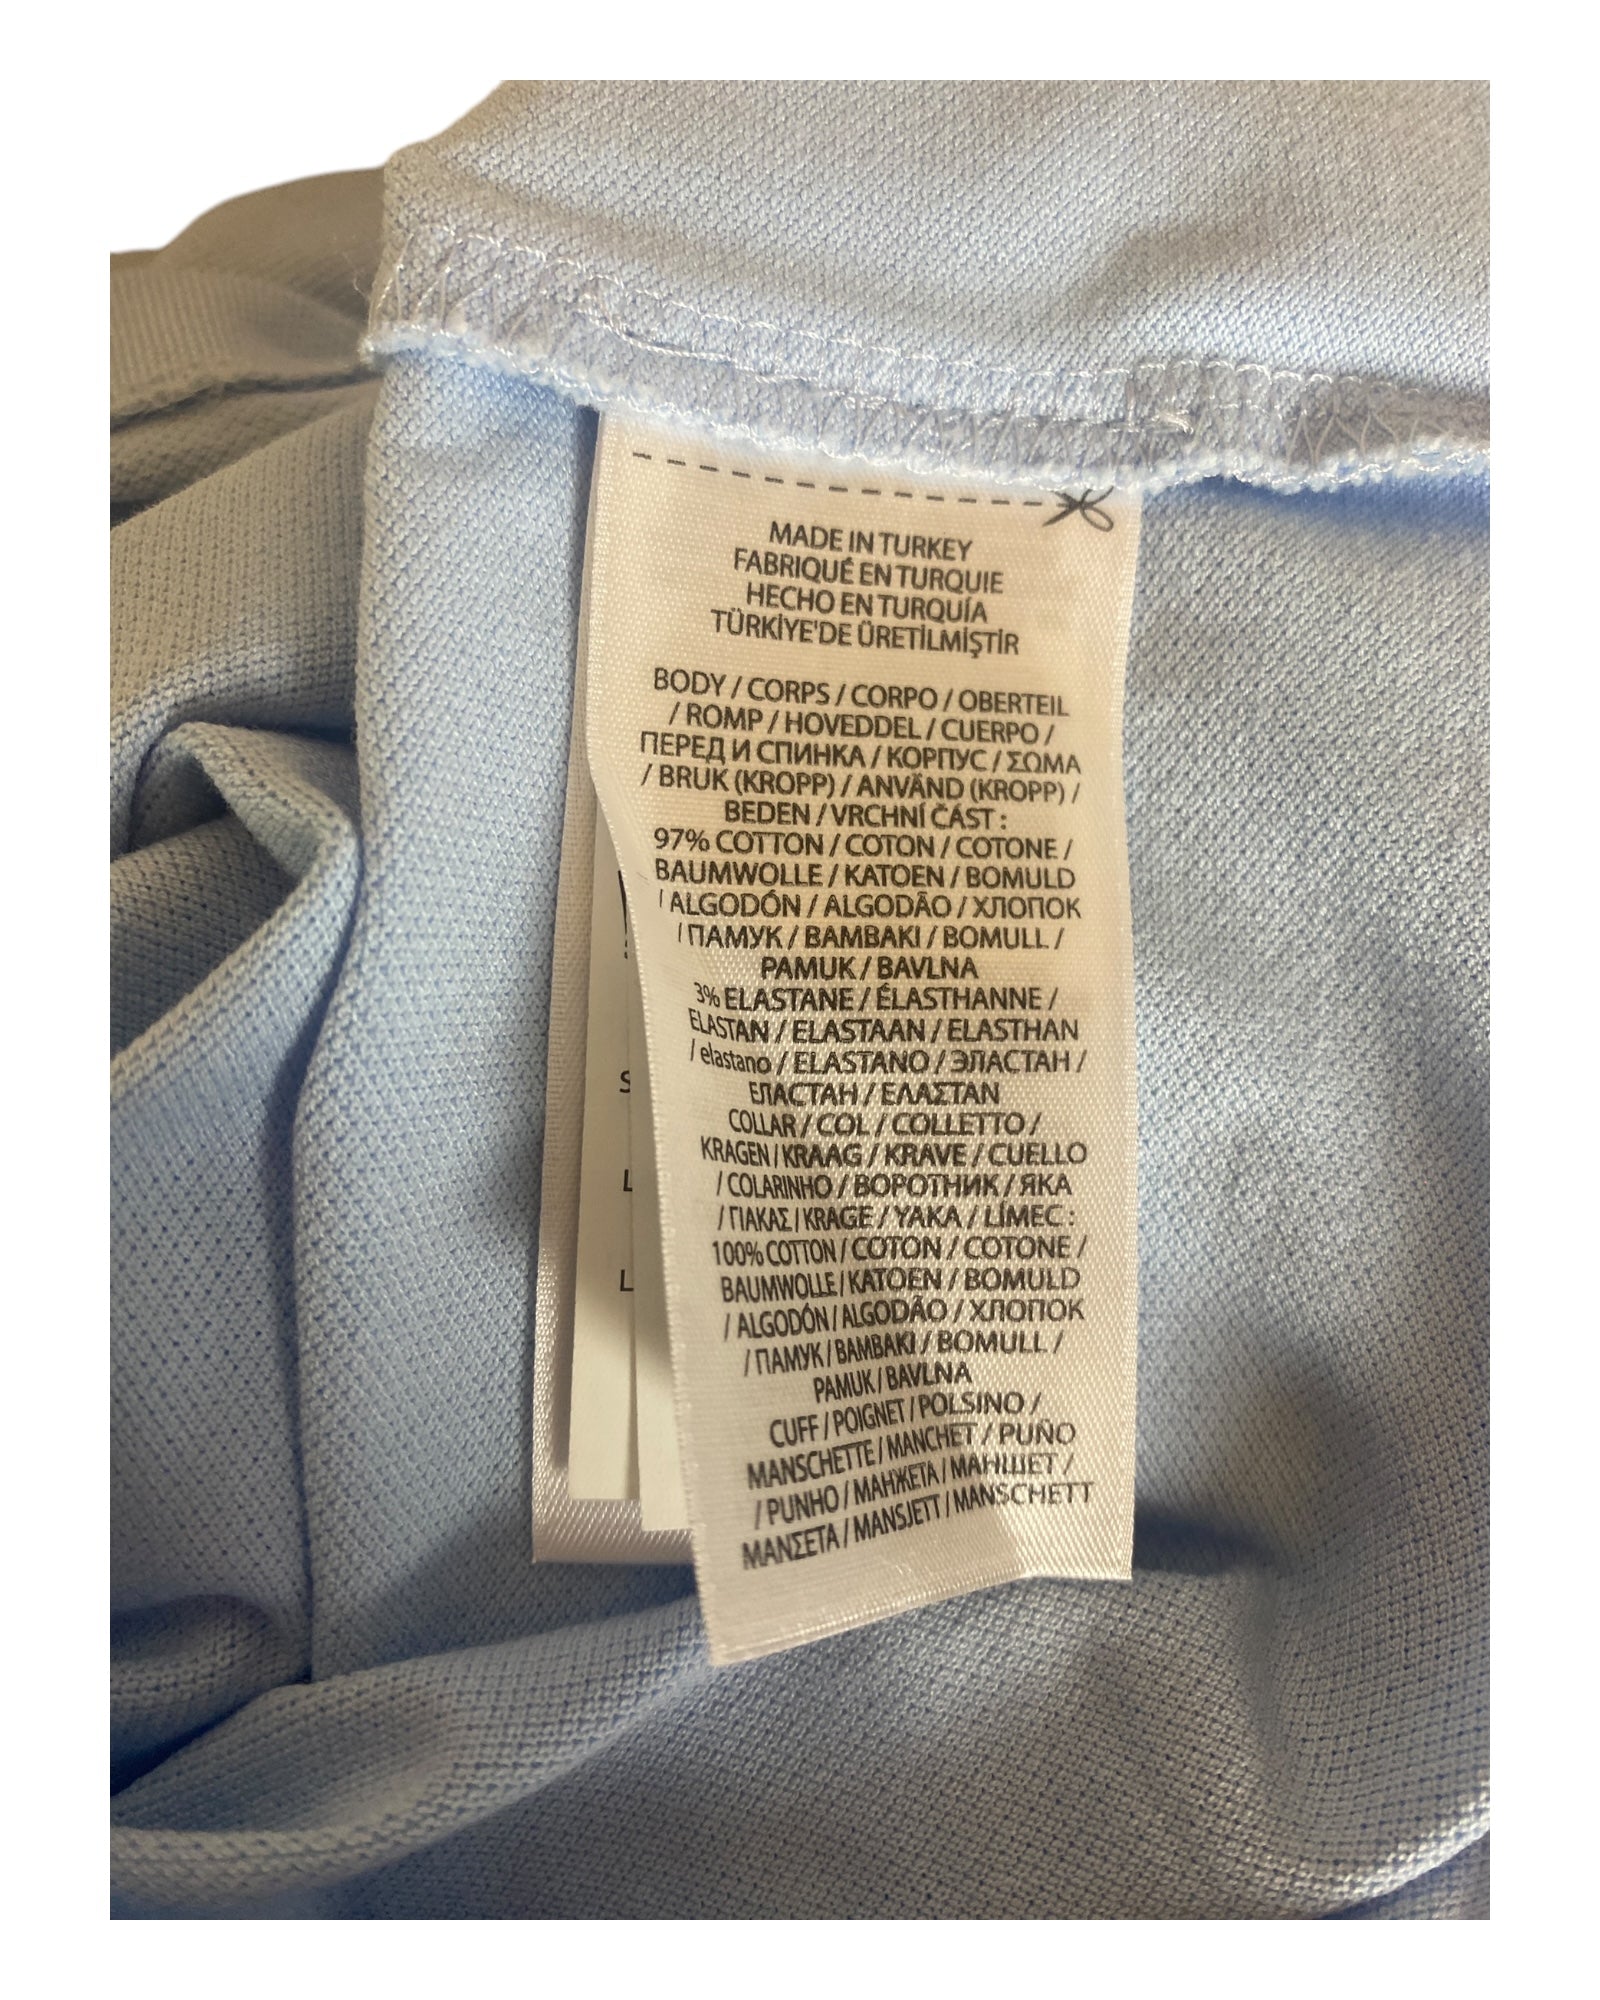 MADE IN TURKEY
FABRIQUÉ EN TURQUIE
HECHO EN TURQUÍA
TÜRKİYE'DE ÜRETİLMİŞTİR
BODY / CORPS / CORPO / OBERTEIL
/ ROMP / HOVEDDEL / CUERPO /
ПЕРЕД И СПИНКА / КОРПУС / ΣΩΜΑ
/ BRUK (KROPP) / ANVÄND (KROPP) /
BEDEN / VRCHNÍ ČÁST :
97% COTTON / COTON / COTONE /
BAUMWOLLE / KATOEN / BOMULD
/ ALGODÓN / ALGODÃO / ХЛОПОК
/ ПАМУК / BAMBAKI / BOMULL /
PAMUK / BAVLNA
3% ELASTANE / ÉLASTHANNE /
ELASTAN / ELASTAAN / ELASTHAN
/ elastano / ELASTANO / ЭЛАСТАН /
ЕЛАСТАН / ΕΛΑΣΤΑΝ
COLLAR / COL / COLLETTO /
KRAGEN / KRAAG / KRAVE / CUELLO
/ COLARINHO / ВОРОТНИК / ЯКА
/ ΓΙΑΚΑΣ / KRAGE / YAKA / LÍMEC :
100% COTTON / COTON / COTONE /
BAUMWOLLE / KATOEN / BOMULD
/ ALGODÓN / ALGODÃO / ХЛОПОК
/ ПАМУК / BAMBAKI / BOMULL /
PAMUK / BAVLNA
CUFF / POIGNET / POLSINO /
MANSCHETTE / MANCHET / PUÑO
/ PUNHO / МАНЖЕТА / МАНШЕТ /
ΜΑΝΣΕΤΑ / MANSJETT / MANSCHETT
S
L
L